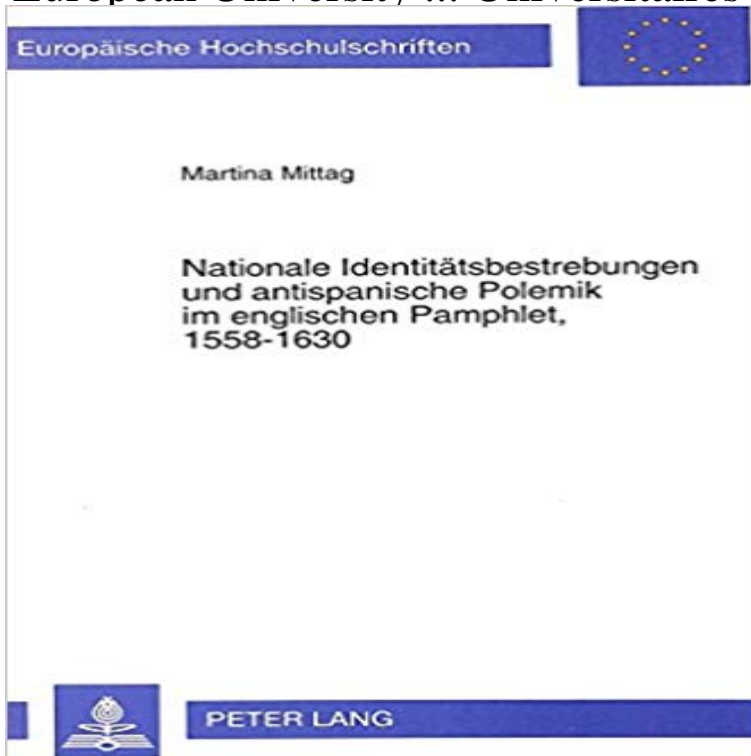 Europäische Hochschulschriften
Martina Mittag
Nationale Identitätsbestrebungen
und antispanische Polemik
im englischen Pamphlet,
1558-1630
PETER LANG